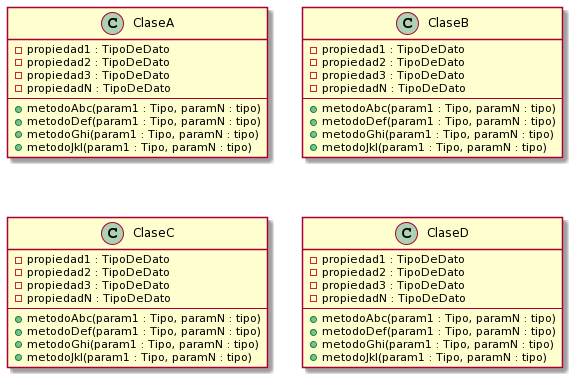 C ClaseA
propiedad1 : TipoDeDato
propiedad2 : TipoDeDato
propiedad3 : TipoDeDato
propiedadN : TipoDeDato
metodoAbc(param1 : Tipo, paramN : tipo)
metodoDef(param1 : Tipo, paramN : tipo)
metodoGhi(param1 : Tipo, paramN : tipo)
metodoJkl(param1 : Tipo, paramN : tipo)
C ClaseB
propiedad1 : TipoDeDato
propiedad2 : TipoDeDato
propiedad3 : TipoDeDato
propiedadN : TipoDeDato
metodoAbc(param1 : Tipo, paramN : tipo)
metodoDef(param1 : Tipo, paramN : tipo)
metodoGhi(param1 : Tipo, paramN : tipo)
metodoJkl(param1 : Tipo, paramN : tipo)
C ClaseC
propiedad1 : TipoDeDato
propiedad2 : TipoDeDato
propiedad3 : TipoDeDato
propiedadN : TipoDeDato
metodoAbc(param1 : Tipo, paramN : tipo)
metodoDef(param1 : Tipo, paramN : tipo)
metodoGhi(param1 : Tipo, paramN : tipo)
metodoJkl(param1 : Tipo, paramN : tipo)
C ClaseD
propiedad1 : TipoDeDato
propiedad2 : TipoDeDato
propiedad3 : TipoDeDato
propiedadN : TipoDeDato
metodoAbc(param1 : Tipo, paramN : tipo)
metodoDef(param1 : Tipo, paramN : tipo)
metodoGhi(param1 : Tipo, paramN : tipo)
metodoJkl(param1 : Tipo, paramN : tipo)